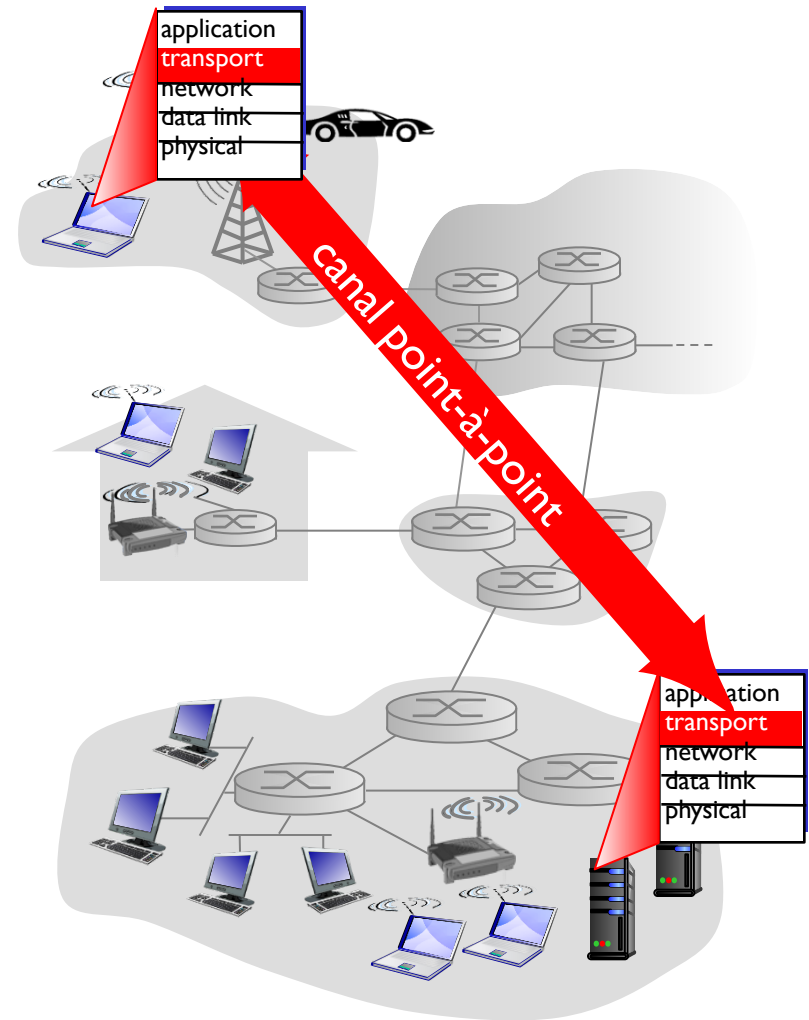 application
transport
network
data link
physical
canal point-à-point
application
transport
network
data link
physical